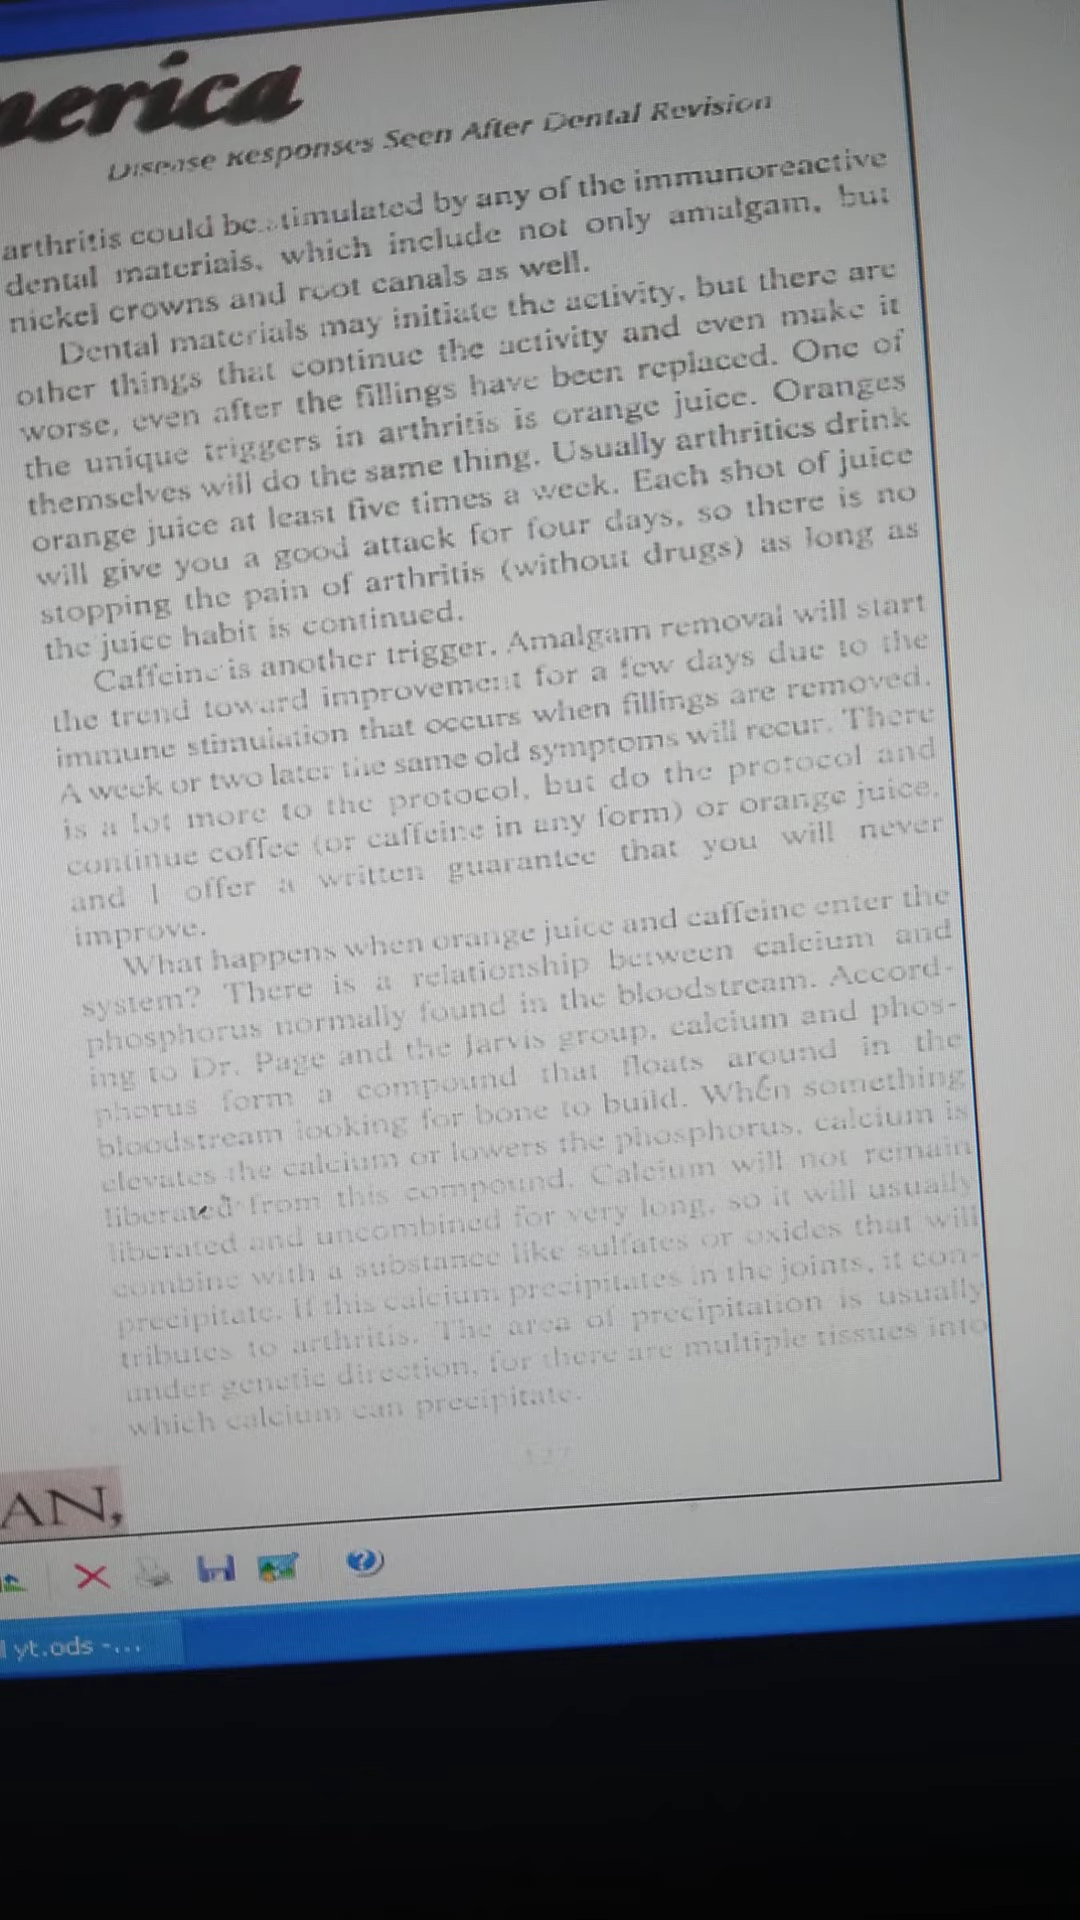 merica
Disease Responses Seen After Dental Revision
arthritis could be stimulated by any of the immunoreactive
dental materials, which include not only amalgam, but
nickel crowns and root canals as well.
Dental materials may initiate the activity, but there are
other things that continue the activity and even make it
worse, even after the fillings have been replaced. One of
the unique triggers in arthritis is orange juice. Oranges
themselves will do the same thing. Usually arthritics drink
orange juice at least five times a week. Each shot of juice
will give you a good attack for four days, so there is no
stopping the pain of arthritis (without drugs) as long as
the juice habit is continued.
Caffeine is another trigger. Amalgam removal will start
the trend toward improvement for a few days due to the
immune stimulation that occurs when fillings are removed.
A week or two later the same old symptoms will recur. There
is a lot more to the protocol, but do the protocol and
continue coffee (or caffeine in any form) or orange juice,
and I offer a written guarantee that you will never
improve.
What happens when orange juice and caffeine enter the
system? There is a relationship between calcium and
phosphorus normally found in the bloodstream. Accord-
ing to Dr. Page and the Jarvis group, calcium and phos-
phorus form a compound that floats around in the
bloodstream looking for bone to build. When something
elevates the calcium or lowers the phosphorus, calcium is
liberated from this compound. Calcium will not remain
liberated and uncombined for very long, so it will usually
combine with a substance like sulfates or oxides that will
precipitate. If this calcium precipitates in the joints, it con-
tributes to arthritis. The area of precipitation is usually
under genetic direction, for there are multiple tissues into
which calcium can precipitate.
127
AN,
yt.ods -...